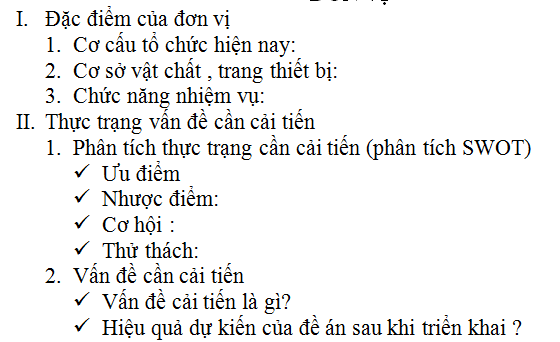 I. Đặc điểm của đơn vị
1. Cơ cấu tổ chức hiện nay:
2. Cơ sở vật chất , trang thiết bị:
3. Chức năng nhiệm vụ:
II. Thực trạng vấn đề cần cải tiến
1. Phân tích thực trạng cần cải tiến (phân tích SWOT)
✓ Ưu điểm
✓ Nhược điểm:
✓ Cơ hội :
✓ Thử thách:
2. Vấn đề cần cải tiến
✓ Vấn đề cải tiến là gì?
✓ Hiệu quả dự kiến của đề án sau khi triển khai ?